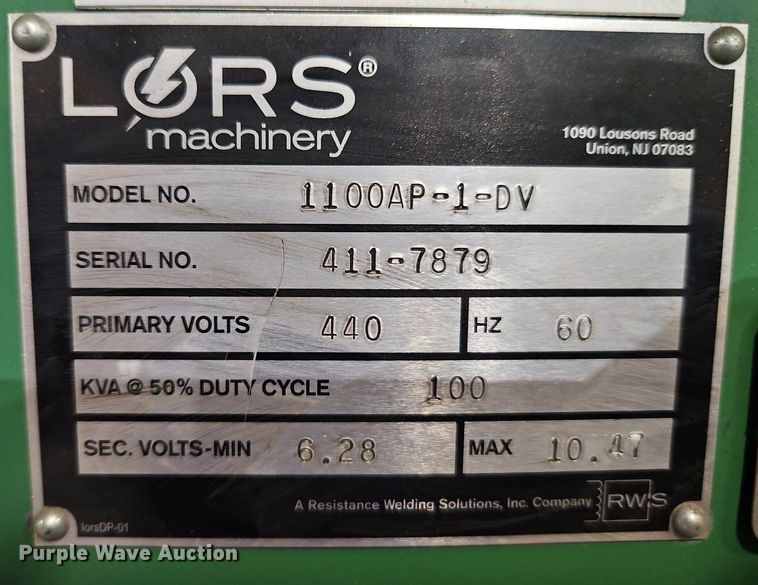 LORS®
machinery
1090 Lousons Road
Union, NJ 07083
MODEL NO. 1100AP-1-DV
SERIAL NO. 411-7879
PRIMARY VOLTS 440 HZ 60
KVA @ 50% DUTY CYCLE 100
SEC. VOLTS-MIN 6.28 MAX 10.47
A Resistance Welding Solutions, Inc. Company RWS
lorsDP-01
Purple Wave Auction